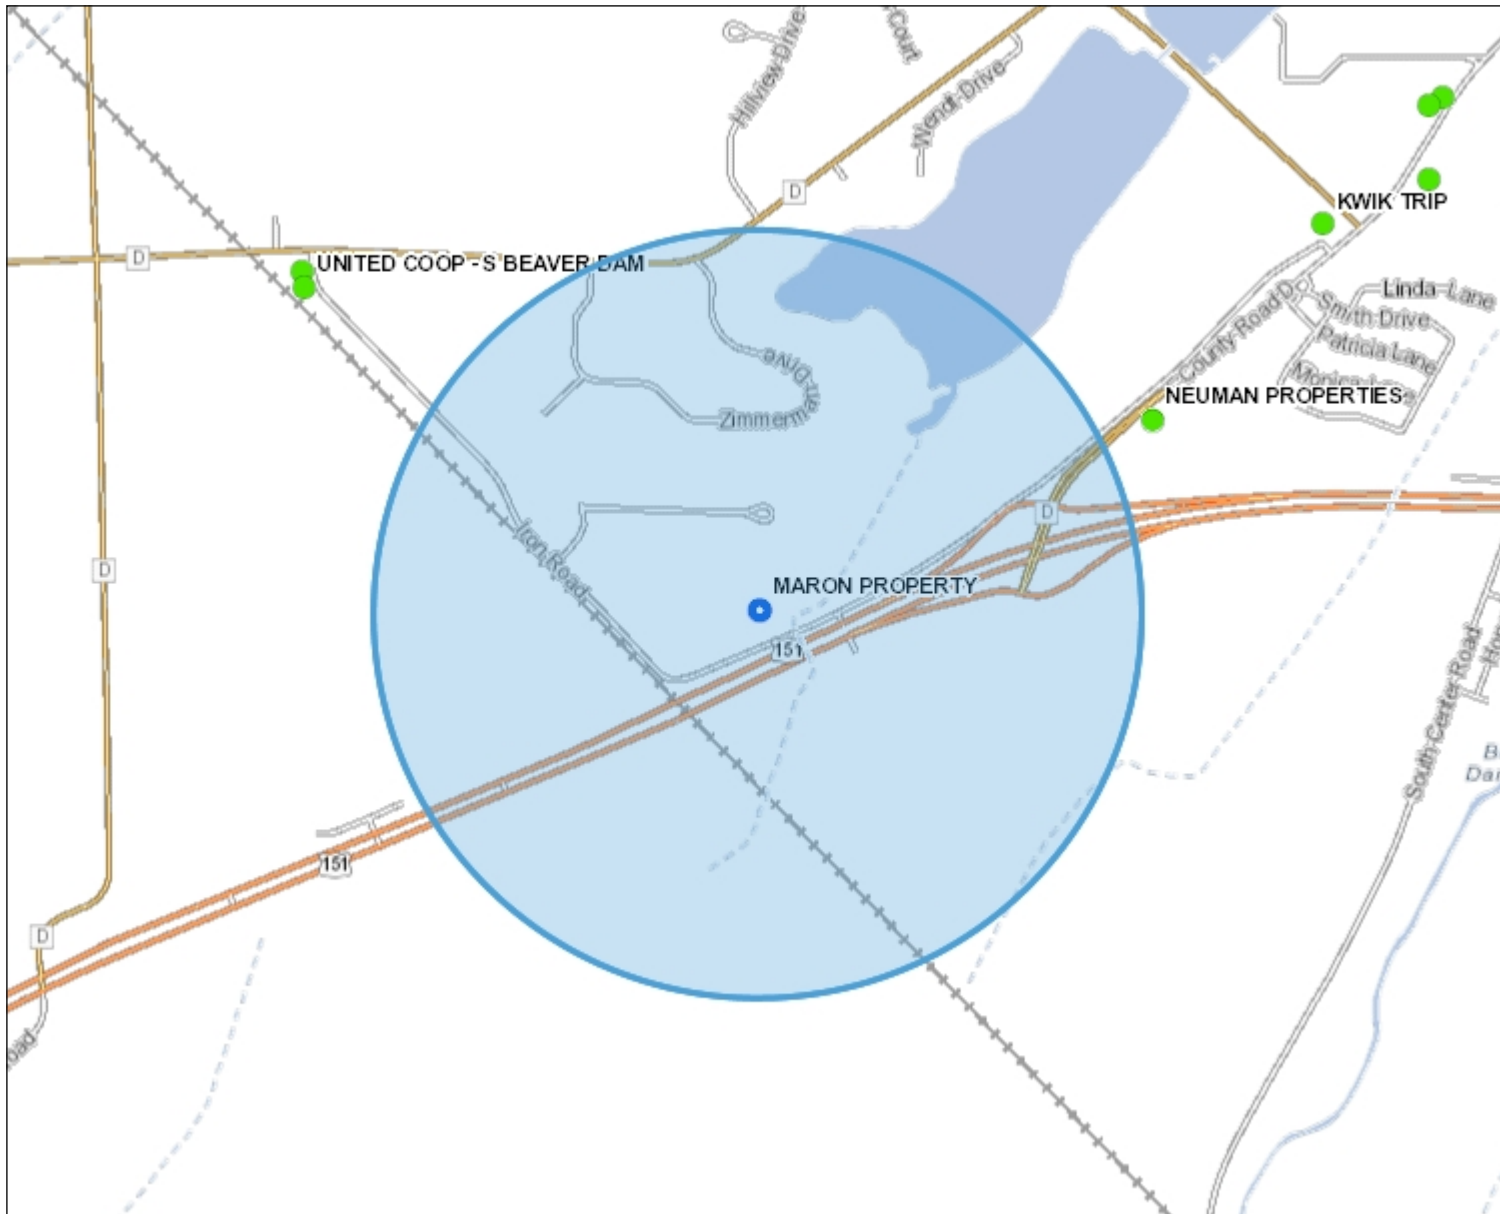 Hillview-Drive
-Court
Wendt-Drive
D
KWIK TRIP
D
UNITED COOP - S BEAVER DAM
Linda-Lane
Smith Drive
County-Road-D
Patricia Lane
NEUMAN PROPERTIES
Drive
Zimmerman
D
Iron-Road
D
MARON PROPERTY
151
South-Center-Road
151
D
oad